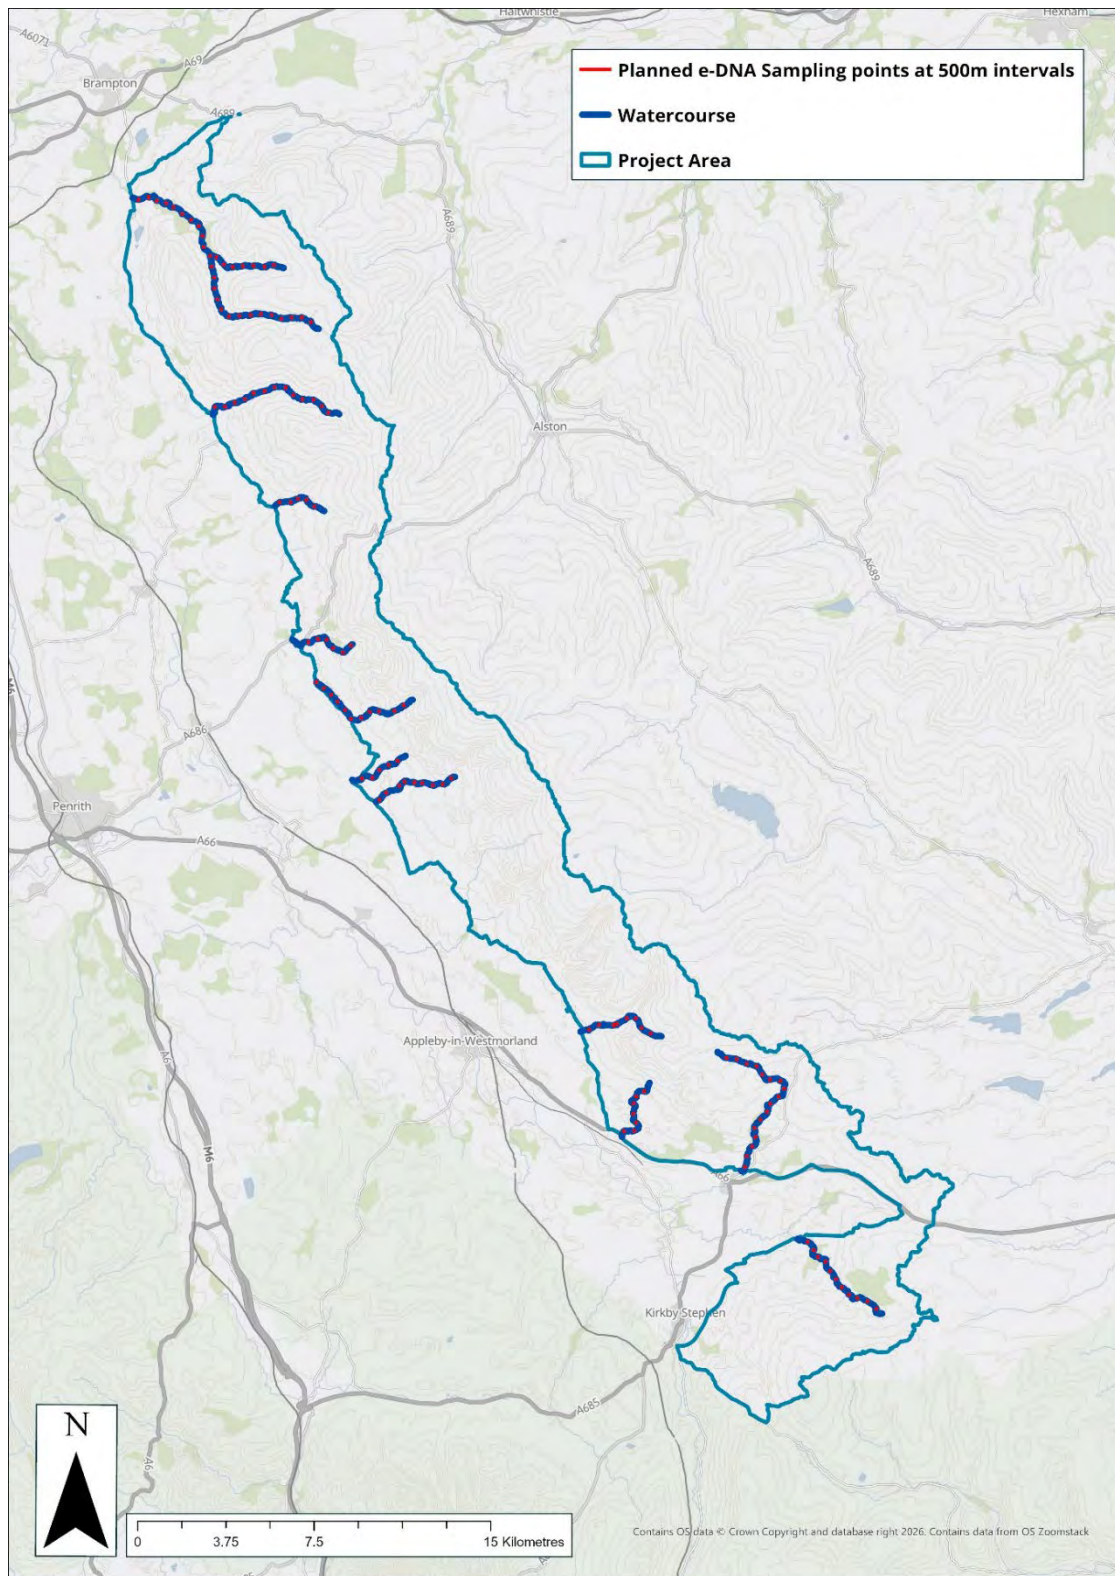 Haltwhistle
Hexham
A6071
A69
Brampton
A689
Planned e-DNA Sampling points at 500m intervals
Watercourse
Project Area
A689
Alston
A689
M6
A686
Penrith
A66
Appleby-in-Westmorland
A6
M6
A66
Kirkby Stephen
A685
A6
N
0 3.75 7.5 15 Kilometres
Contains OS data © Crown Copyright and database right 2026. Contains data from OS Zoomstack